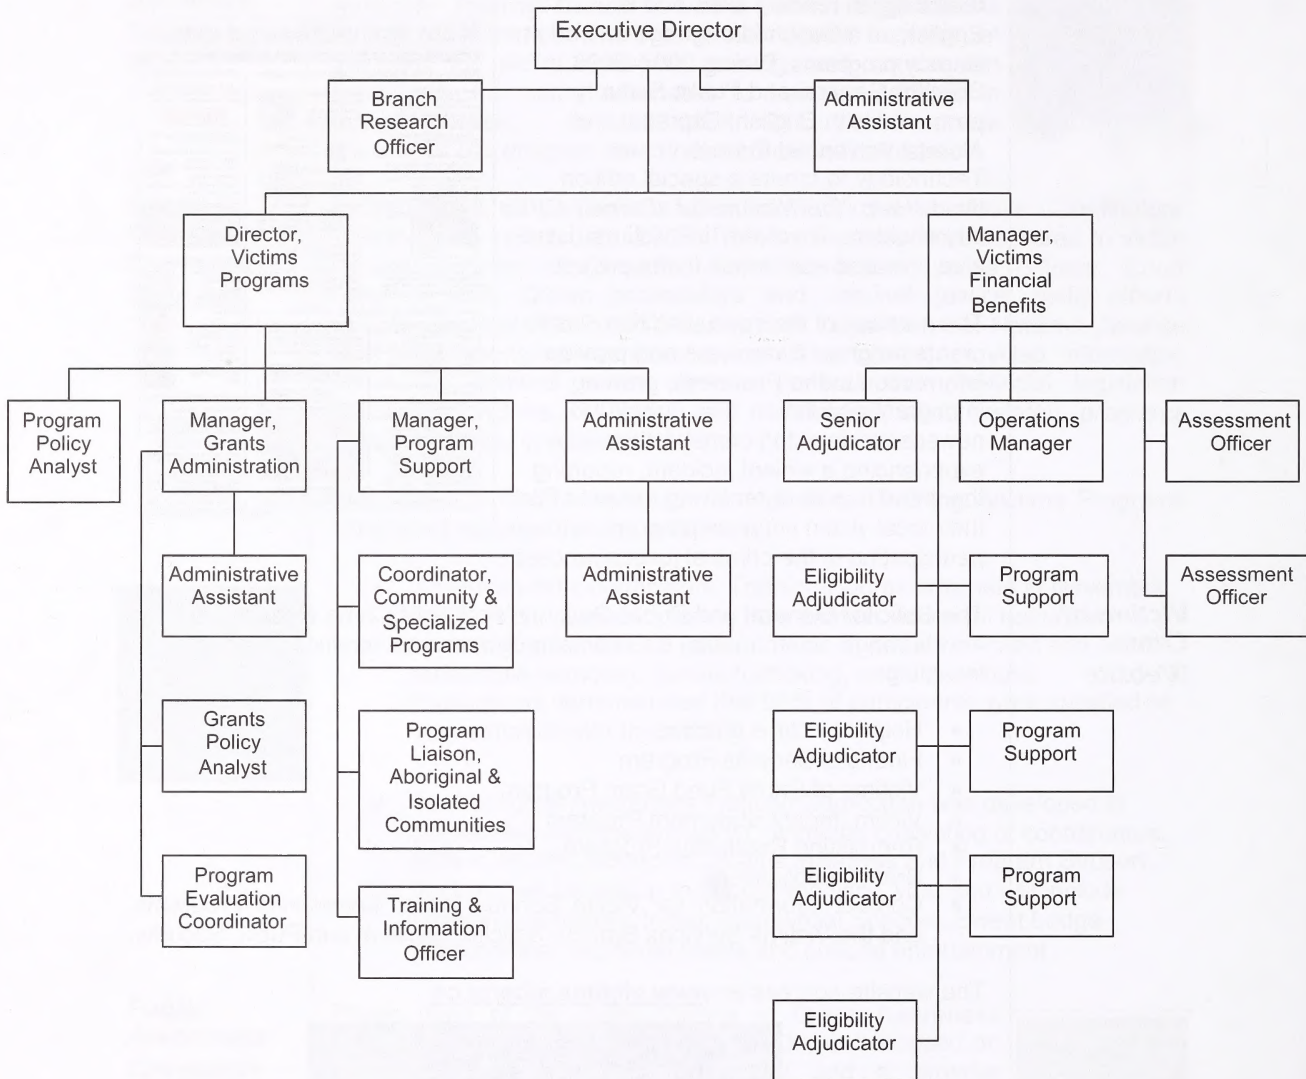 Executive Director
Branch
Research
Officer
Administrative
Assistant
Director,
Victims
Programs
Manager,
Victims
Financial
Benefits
Program
Policy
Analyst
Manager,
Grants
Administration
Manager,
Program
Support
Administrative
Assistant
Senior
Adjudicator
Operations
Manager
Assessment
Officer
Administrative
Assistant
Coordinator,
Community &
Specialized
Programs
Administrative
Assistant
Eligibility
Adjudicator
Program
Support
Assessment
Officer
Grants
Policy
Analyst
Program
Liaison,
Aboriginal &
Isolated
Communities
Eligibility
Adjudicator
Program
Support
Program
Evaluation
Coordinator
Training &
Information
Officer
Eligibility
Adjudicator
Program
Support
Eligibility
Adjudicator